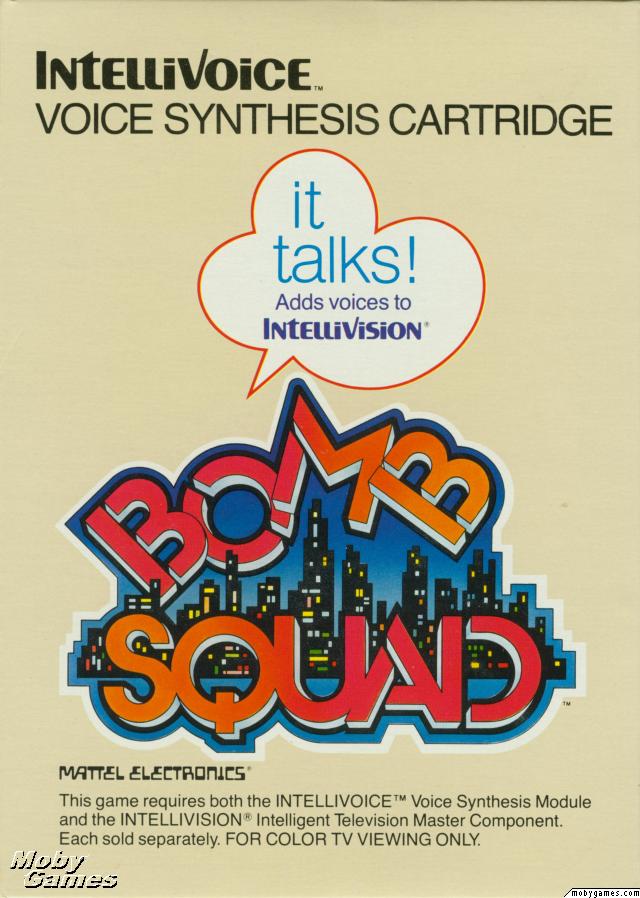 INTELLIVOICE™
VOICE SYNTHESIS CARTRIDGE
it
talks!
Adds voices to
INTELLIVISION®
BOMB
SQUAD™
MATTEL ELECTRONICS®
This game requires both the INTELLIVOICE™ Voice Synthesis Module
and the INTELLIVISION® Intelligent Television Master Component.
Each sold separately. FOR COLOR TV VIEWING ONLY.
Moby
Games
mobygames.com